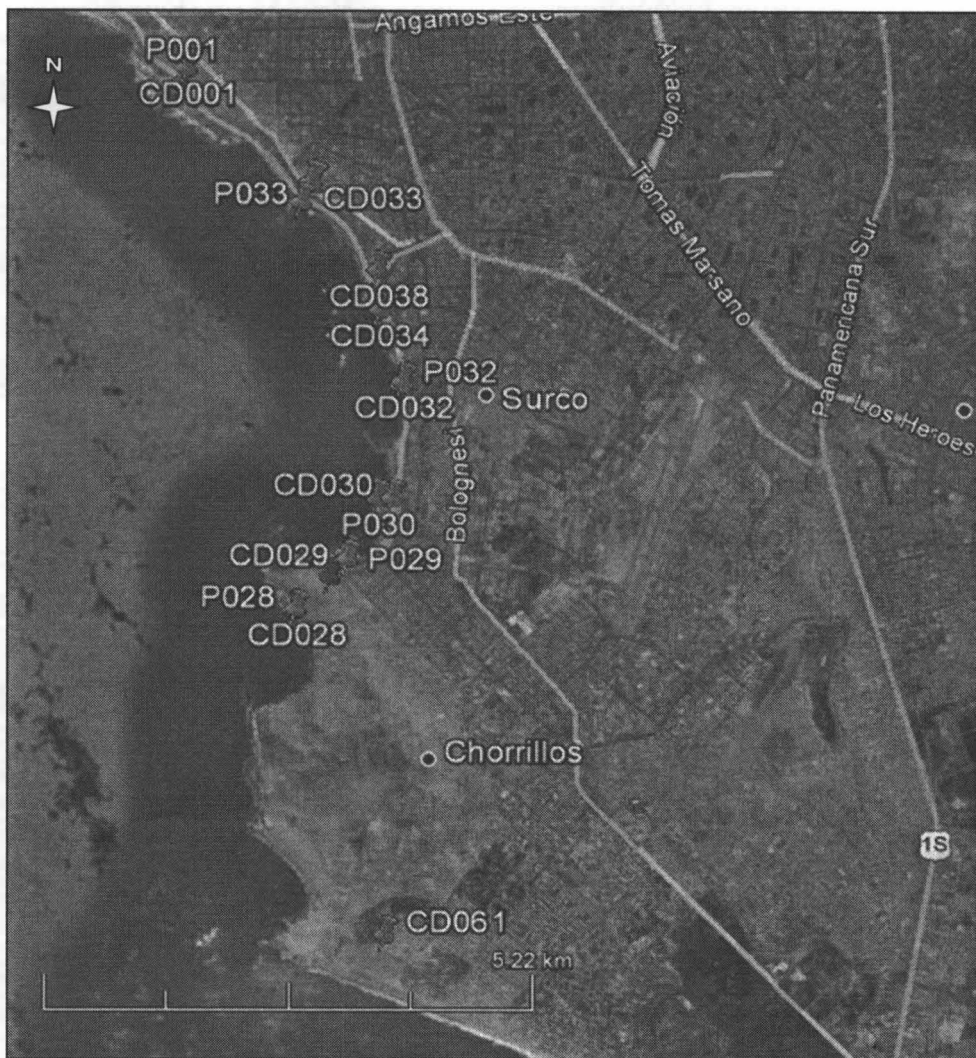 Angamos Este
P001
N
Aviación
CD001
P033
CD033
Tomas Marsano
Panamericana Sur
CD038
CD034
P032
Surco
CD032
Los Heroes
Bolognesi
CD030
P030
CD029
P029
P028
CD028
Chorrillos
1S
CD061
5.22 km